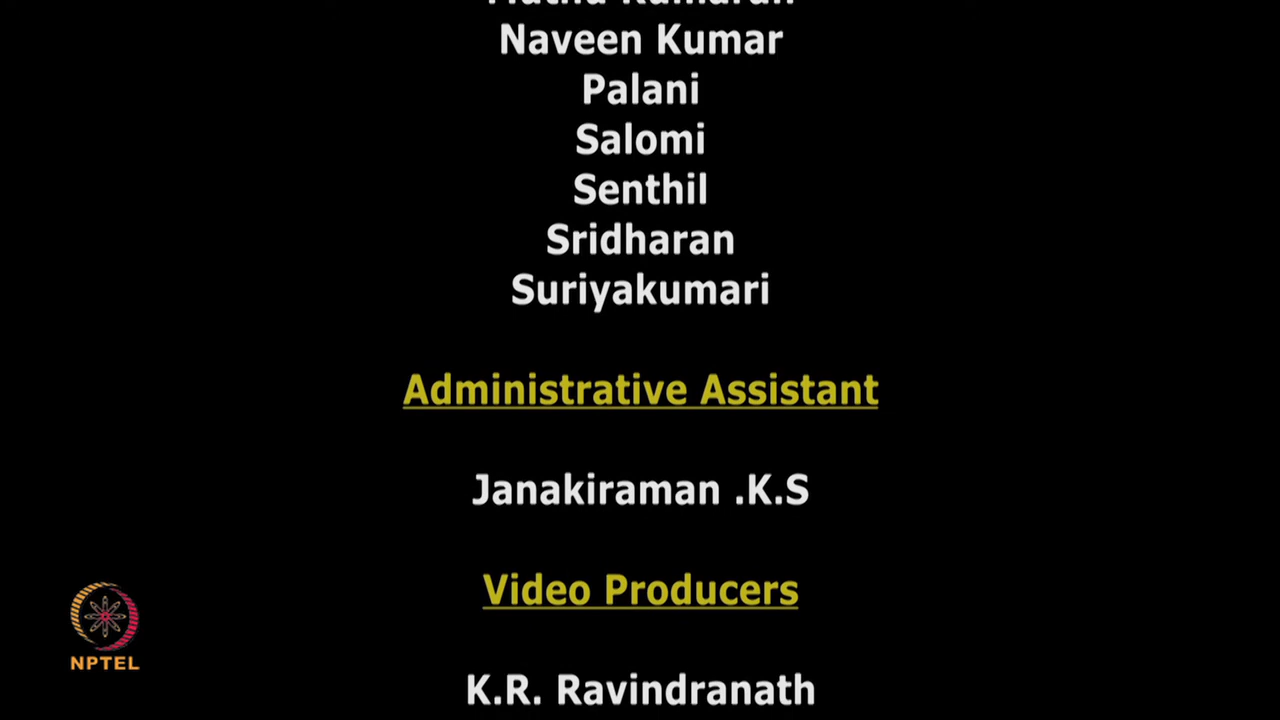 Naveen Kumar
Palani
Salomi
Senthil
Sridharan
Suriyakumari
Administrative Assistant
Janakiraman .K.S
Video Producers
NPTEL
K.R. Ravindranath